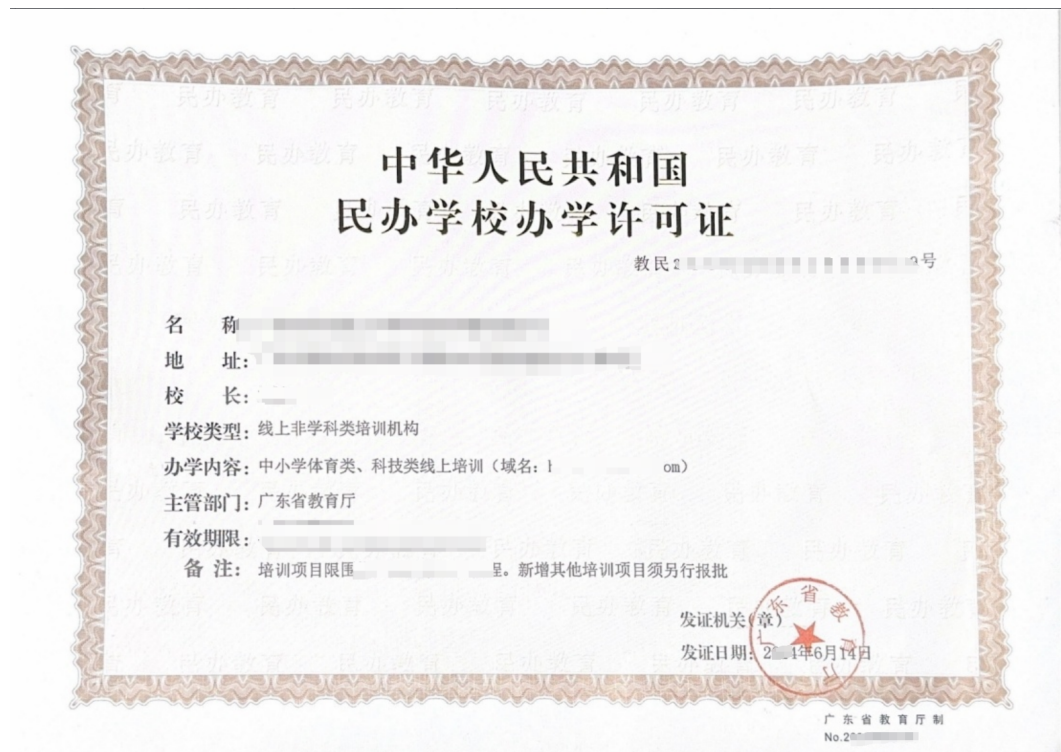 中华人民共和国
民办学校办学许可证
教民 号
名 称
地 址:
校 长:
学校类型: 线上非学科类培训机构
办学内容: 中小学体育类、科技类线上培训(域名: om)
主管部门: 广东省教育厅
有效期限:
备 注: 培训项目限围 。新增其他培训项目须另行报批
发证机关(章)
广东省教育厅
发证日期: 2 4年6月14日
广东省教育厅制
No.20